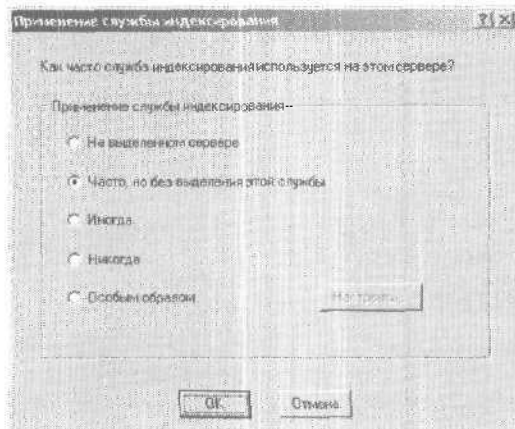 Применение службы индексирования
Как часто служба индексирования используется на этом сервере?
Применение службы индексирования
На выделенном сервере
Часто, но без выделения этой службы
Иногда
Никогда
Особым образом
Настроить...
OK
Отмена